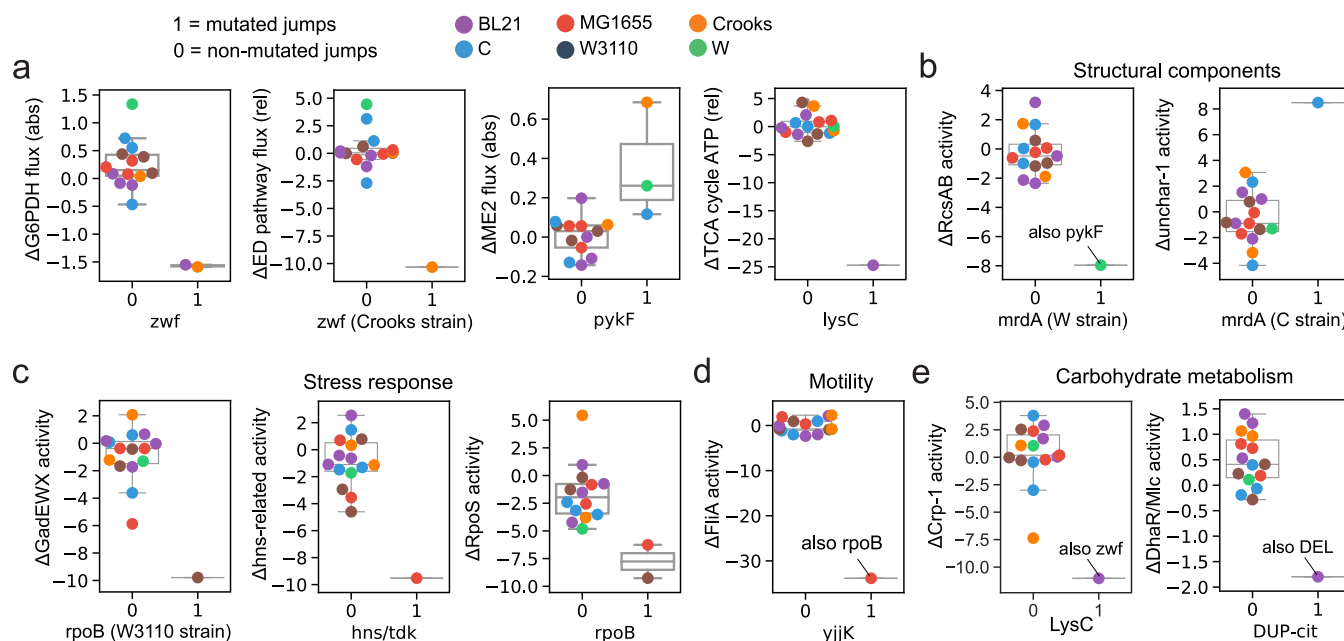 1 = mutated jumps
0 = non-mutated jumps
BL21
MG1655
Crooks
C
W3110
W
a
ΔG6PDH flux (abs)
1.5
1.0
0.5
0.0
−0.5
−1.0
−1.5
0 1
zwf
ΔED pathway flux (rel)
5.0
2.5
0.0
−2.5
−5.0
−7.5
−10.0
0 1
zwf (Crooks strain)
ΔME2 flux (abs)
0.6
0.4
0.2
0.0
−0.2
0 1
pykF
ΔTCA cycle ATP (rel)
5
0
−5
−10
−15
−20
−25
0 1
lysC
b
Structural components
ΔRcsAB activity
4
2
0
−2
−4
−6
−8
also pykF
0 1
mrdA (W strain)
Δunchar-1 activity
8
6
4
2
0
−2
−4
0 1
mrdA (C strain)
c
Stress response
ΔGadEWX activity
2
0
−2
−4
−6
−8
−10
0 1
rpoB (W3110 strain)
Δhns-related activity
2
0
−2
−4
−6
−8
−10
0 1
hns/tdk
ΔRpoS activity
5.0
2.5
0.0
−2.5
−5.0
−7.5
−10.0
0 1
rpoB
d
Motility
ΔFliA activity
0
−10
−20
−30
also rpoB
0 1
yjjK
e
Carbohydrate metabolism
ΔCrp-1 activity
5.0
2.5
0.0
−2.5
−5.0
−7.5
−10.0
also zwf
0 1
LysC
ΔDhaR/Mlc activity
1.5
1.0
0.5
0.0
−0.5
−1.0
−1.5
−2.0
also DEL
0 1
DUP-cit